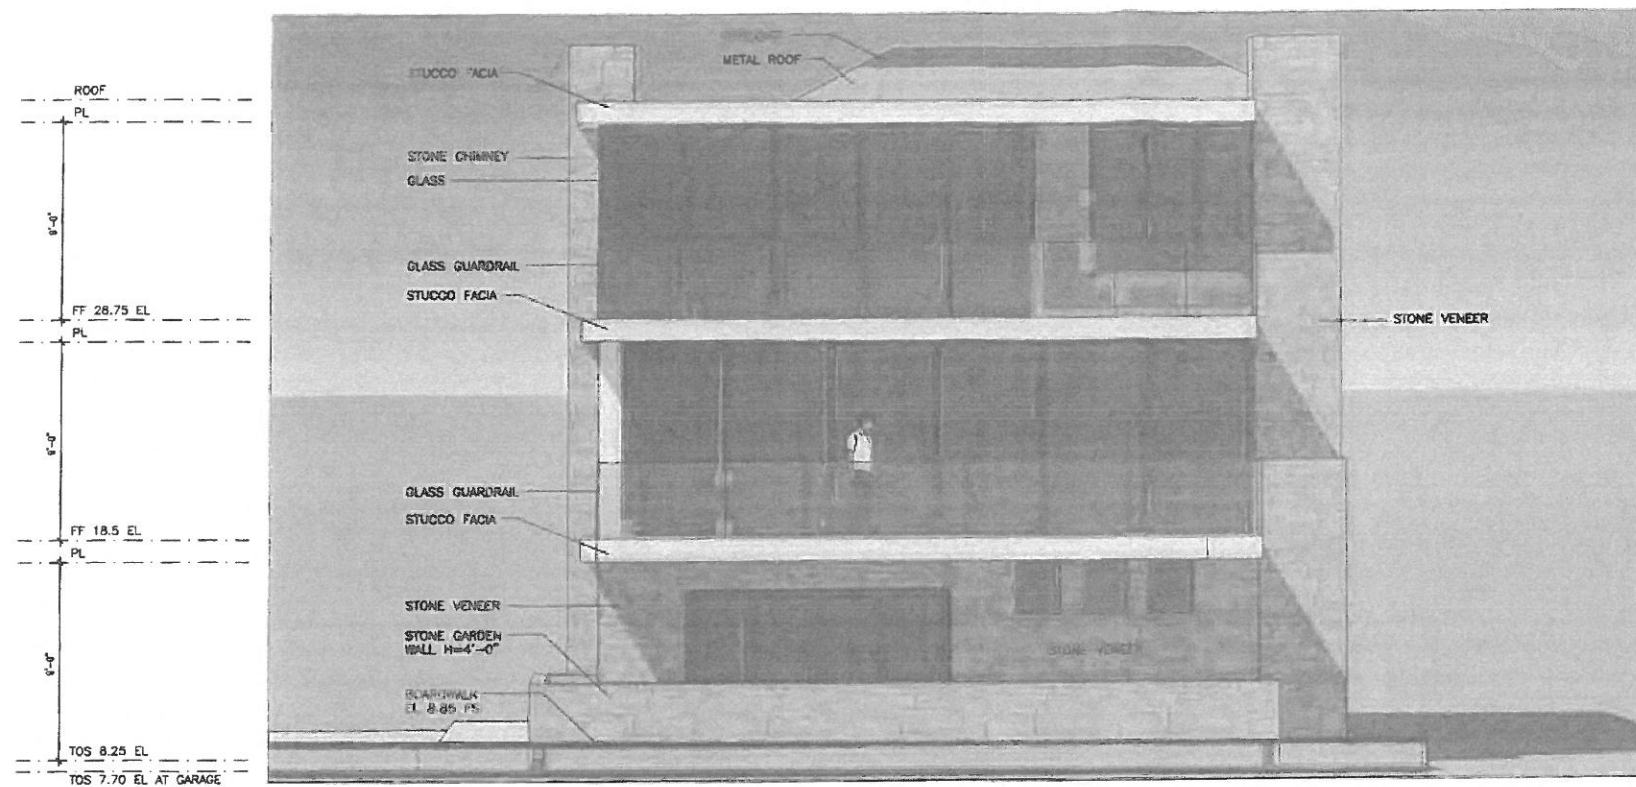 ROOF
PL
FF 28.75 EL
PL
FF 18.5 EL
PL
TOS 8.25 EL
TOS 7.70 EL AT GARAGE
STUCCO FACIA
METAL ROOF
STONE CHIMNEY
GLASS
GLASS GUARDRAIL
STUCCO FACIA
STONE VENEER
GLASS GUARDRAIL
STUCCO FACIA
STONE VENEER
STONE GARDEN
WALL H=4'-0"
STONE VENEER
BOARDWALK
EL 8.85 FS